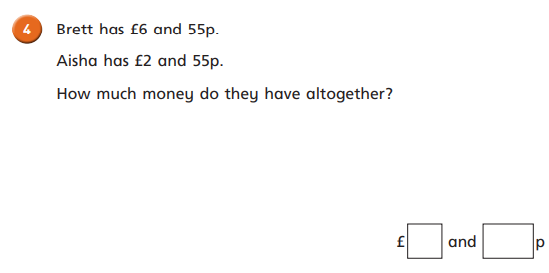 4 Brett has £6 and 55p.
Aisha has £2 and 55p.
How much money do they have altogether?
£ and p